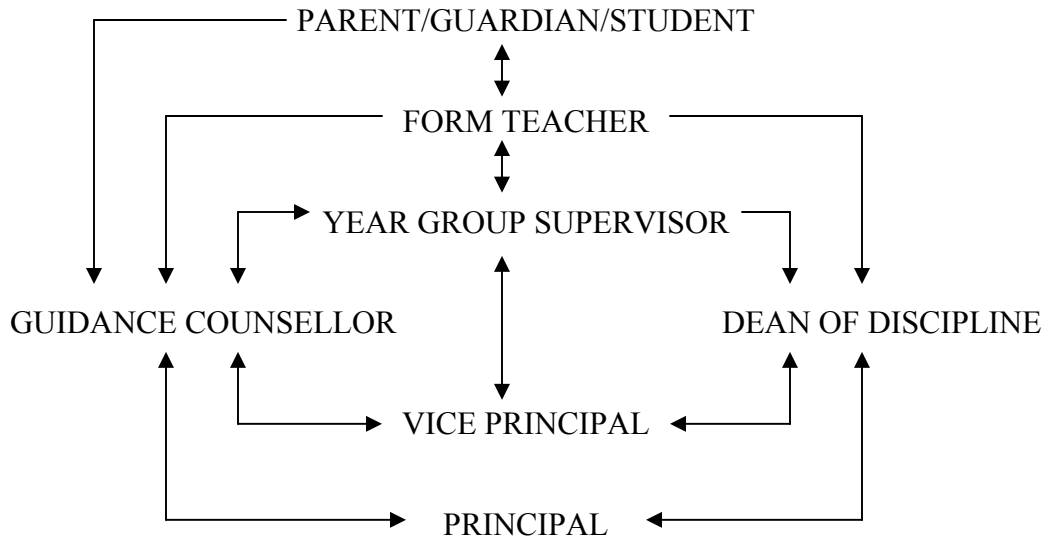 PARENT/GUARDIAN/STUDENT
FORM TEACHER
YEAR GROUP SUPERVISOR
GUIDANCE COUNSELLOR
DEAN OF DISCIPLINE
VICE PRINCIPAL
PRINCIPAL